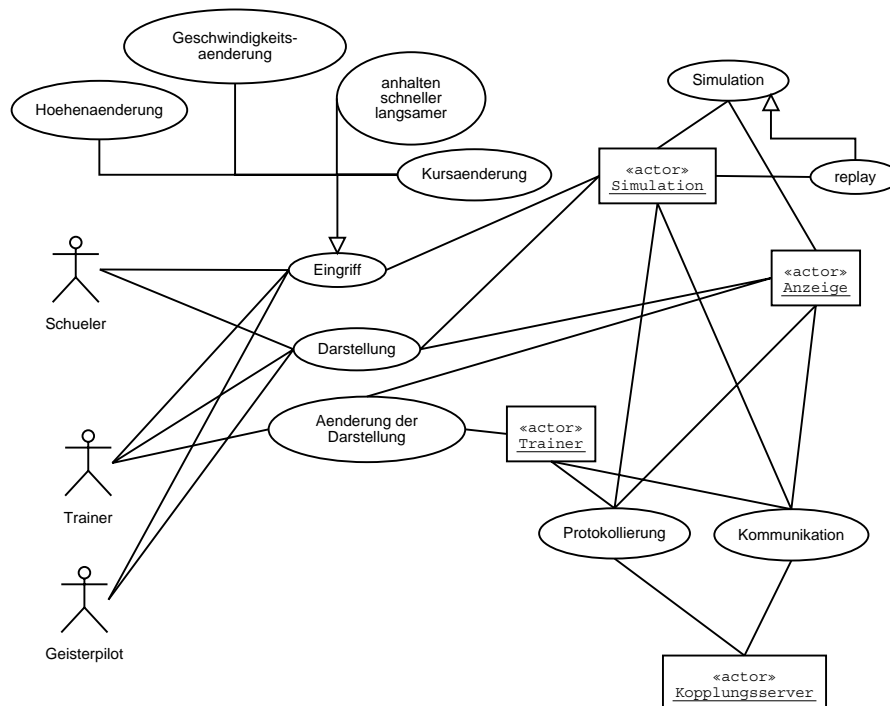 Geschwindigkeits-
aenderung
Simulation
anhalten
schneller
langsamer
Hoehenaenderung
Kursaenderung
«actor»
Simulation
replay
Eingriff
«actor»
Anzeige
Schueler
Darstellung
Aenderung der
Darstellung
«actor»
Trainer
Trainer
Protokollierung
Kommunikation
Geisterpilot
«actor»
Kopplungsserver